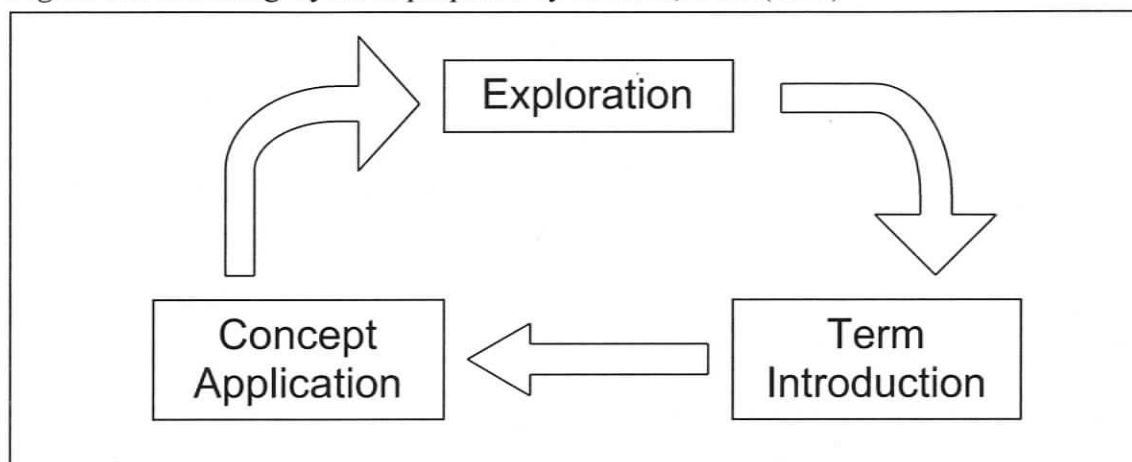 Exploration
Concept
Application
Term
Introduction